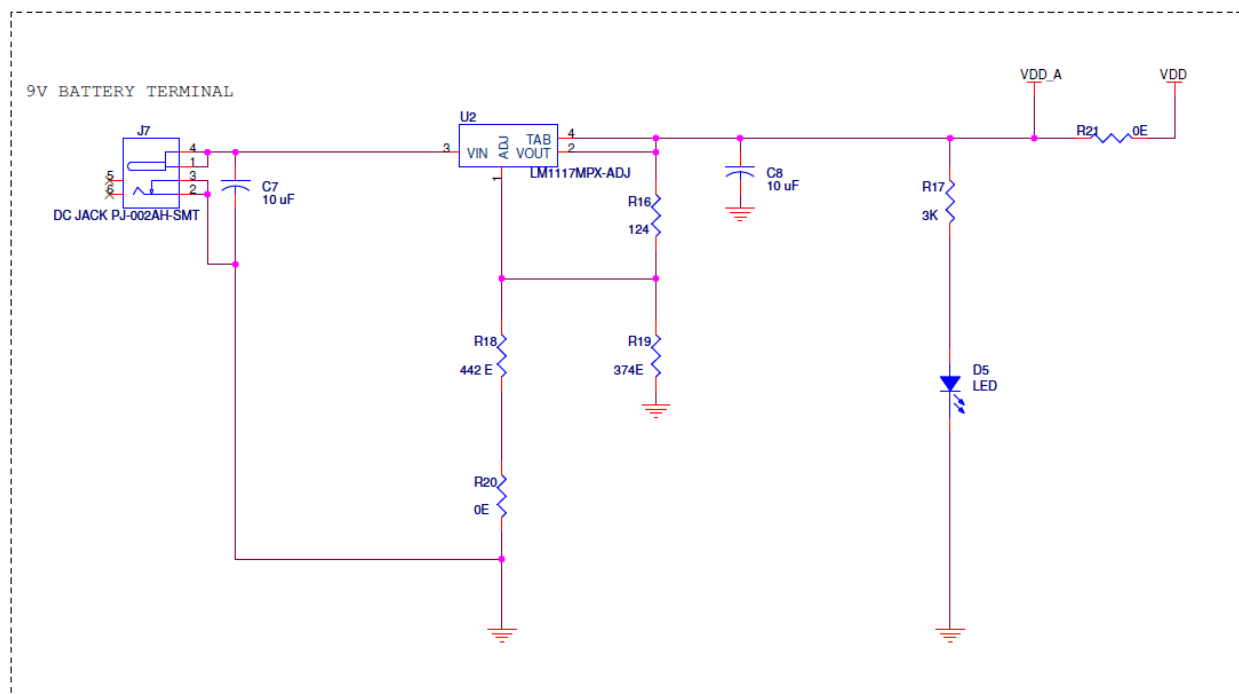 VDD_A
VDD
9V BATTERY TERMINAL
U2
J7
R21
0E
4
1
3
2
5
6
3
VIN
ADJ
TAB
VOUT
4
2
1
LM1117MPX-ADJ
C7
10 uF
C8
10 uF
DC JACK PJ-002AH-SMT
R16
124
R17
3K
R18
442 E
R19
374E
D5
LED
R20
0E